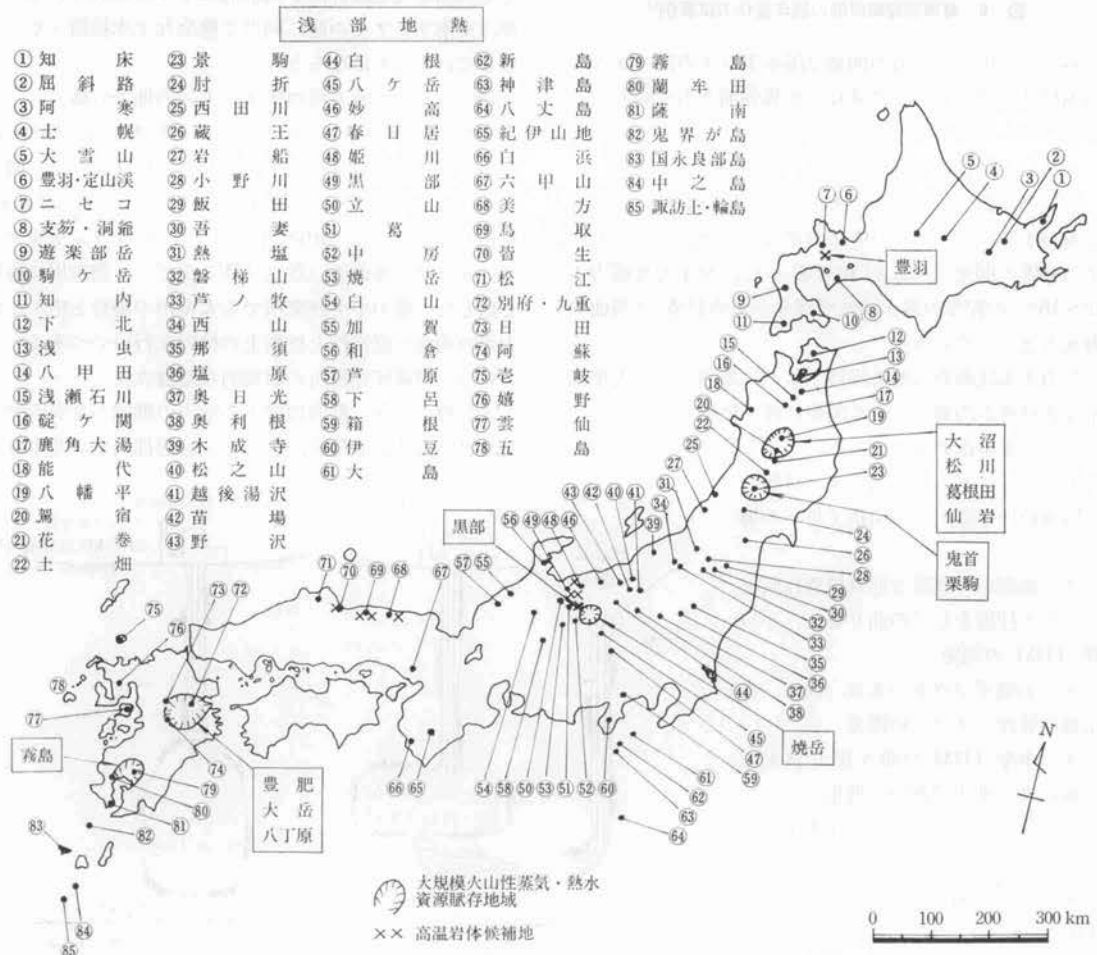 浅部地熱
①知床
②屈斜路
③阿寒
④士幌
⑤大雪山
⑥豊羽・定山渓
⑦ニセコ
⑧支笏・洞爺
⑨遊楽部岳
⑩駒ケ岳
⑪知内
⑫下北
⑬浅虫
⑭八甲田
⑮浅瀬石川
⑯碇ケ関
⑰鹿角大湯
⑱能代
⑲八幡平
⑳駕宿
㉑花巻
㉒土畑
㉓景駒
㉔肘折
㉕西田川
㉖蔵王
㉗岩船
㉘小野川
㉙飯田
㉚吾妻
㉛熱塩
㉜磐梯山
㉝芦牧
㉞西山
㉟那須
㊱塩原
㊲奥日光
㊳奥利根
㊴木成寺
㊵松之山
㊶越後湯沢
㊷苗場
㊸野沢
㊹白根
㊺八ケ岳
㊻妙高
㊼春日居
㊽姫川
㊾黒部
㊿立山
51 葛
52 中房
53 焼岳
54 白山
55 加賀
56 和倉
57 芦原
58 下呂
59 箱根
60 伊豆
61 大島
62 新島
63 神津島
64 八丈島
65 紀伊山地
66 白浜
67 六甲山
68 美方
69 鳥取
70 皆生
71 松江
72 別府・九重
73 日田
74 阿蘇
75 壱岐
76 嬉野
77 雲仙
78 五島
79 霧島
80 蘭牟田
81 薩南
82 鬼界が島
83 国永良部島
84 中之島
85 諏訪上・輪島
豊羽
大沼
松川
葛根田
仙岩
鬼首
栗駒
黒部
焼岳
霧島
豊肥
大岳
八丁原
N
大規模火山性蒸気・熱水
資源賦存地域
×× 高温岩体候補地
0 100 200 300 km